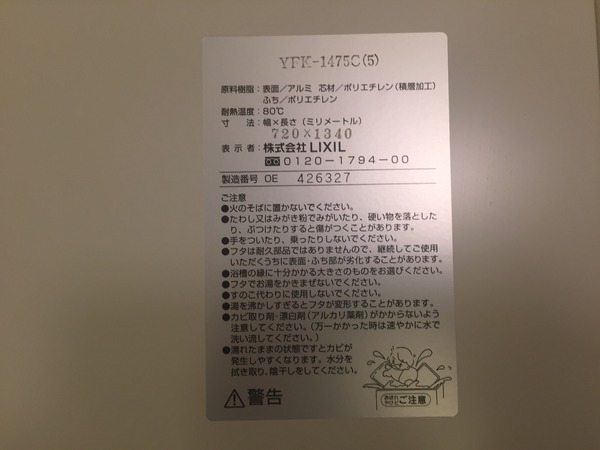 YFK-1475C(5)
原料樹脂：表面／アルミ 芯材／ポリエチレン（積層加工）
ふち／ポリエチレン
耐熱温度：80℃
寸 法：幅×長さ（ミリメートル）
720×1340
表示者：株式会社 LIXIL
0120-1794-00
製造番号 OE 426327
ご注意
●火のそばに置かないでください。
●たわし又はみがき粉でみがいたり、硬い物を落とした
り、ぶつけたりすると傷がつくことがあります。
●手をついたり、乗ったりしないでください。
●フタは耐久部品ではありませんので、継続してご使用
いただくうちに表面・ふち部が劣化することがあります。
●浴槽の縁に十分かかる大きさのものをお選びください。
●フタでお湯をかきまぜないでください。
●すのこ代わりに使用しないでください。
●湯を沸かしすぎるとフタが変形することがあります。
●カビ取り剤・漂白剤（アルカリ薬剤）がかからないよう
注意してください。（万一かかった時は速やかに水で
洗い流してください。）
●濡れたままの状態ですとカビが
発生しやすくなります。水分を
拭き取り、陰干しをしてください。
警告
ご注意